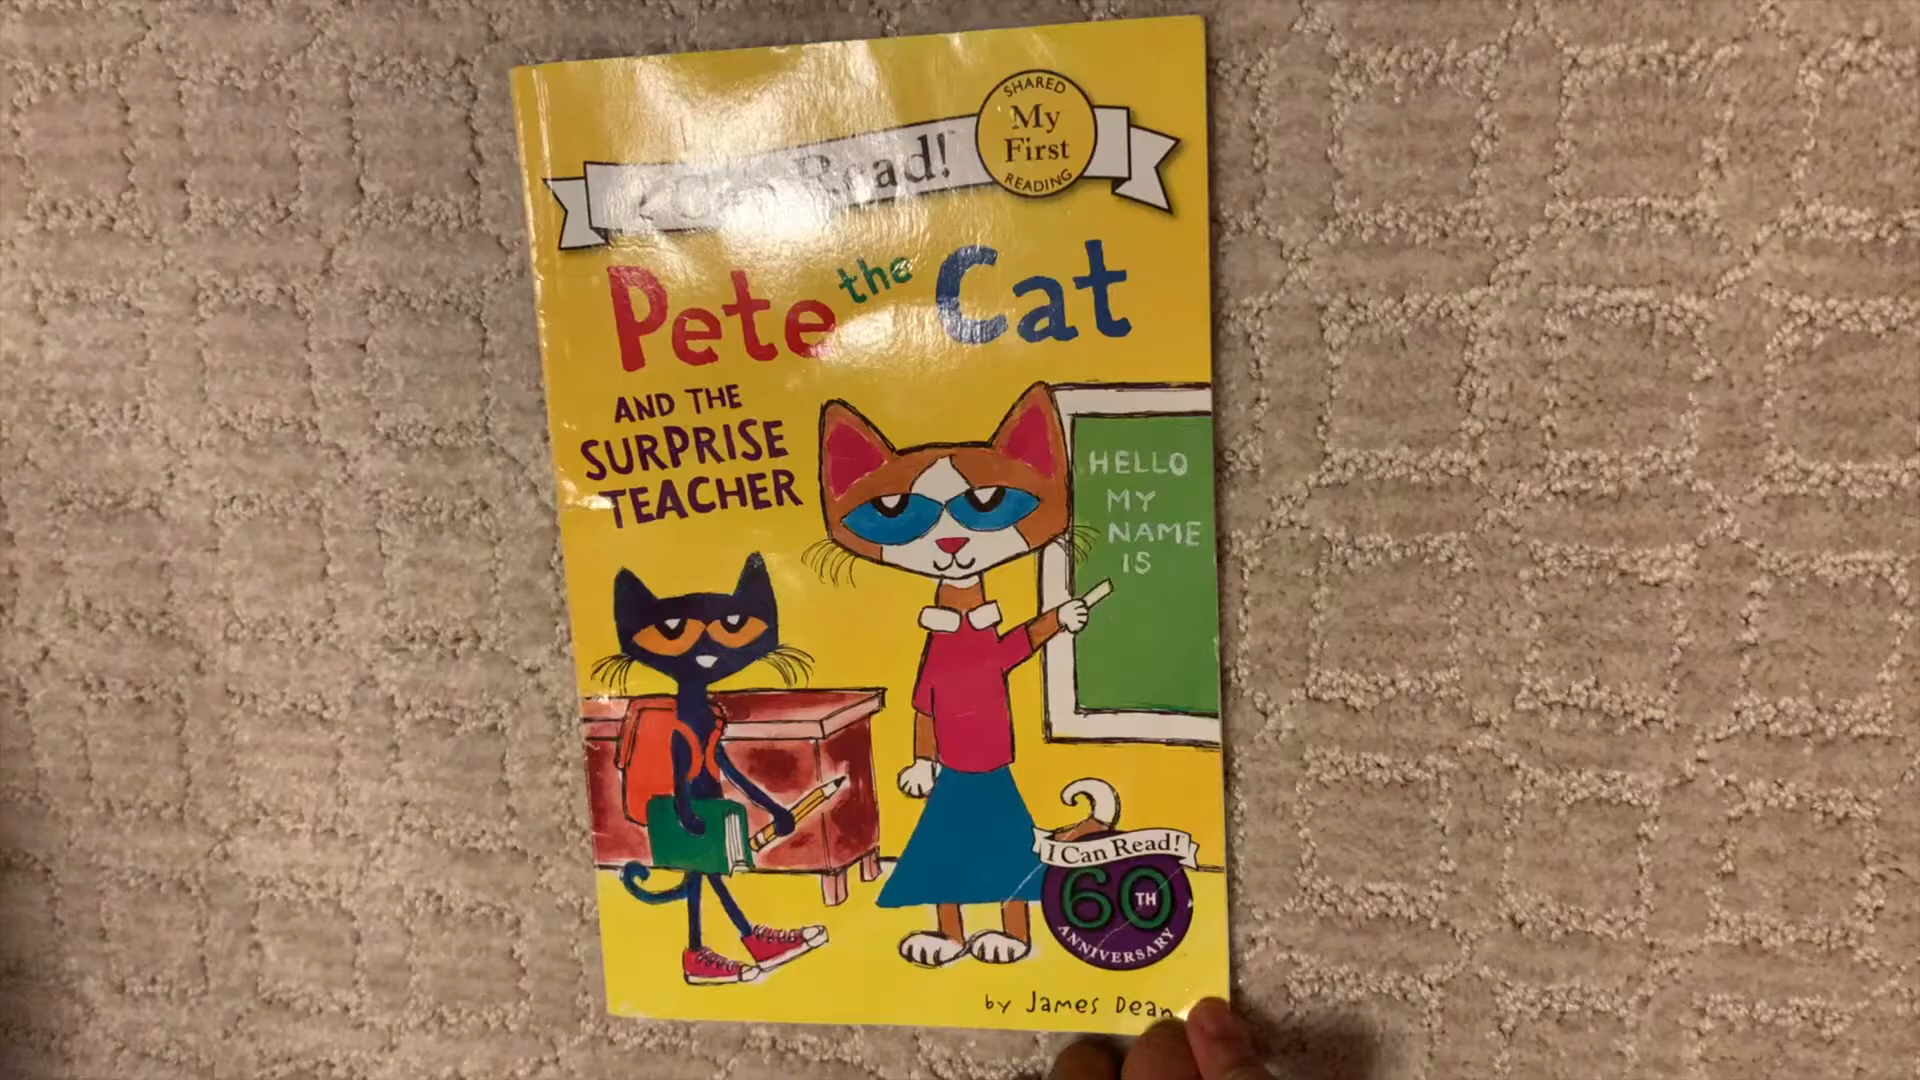 I Can Read!
SHARED
My
First
READING
Pete the Cat
AND THE
SURPRISE
TEACHER
HELLO
MY
NAME
IS
I Can Read!
60TH
ANNIVERSARY
by James Dean